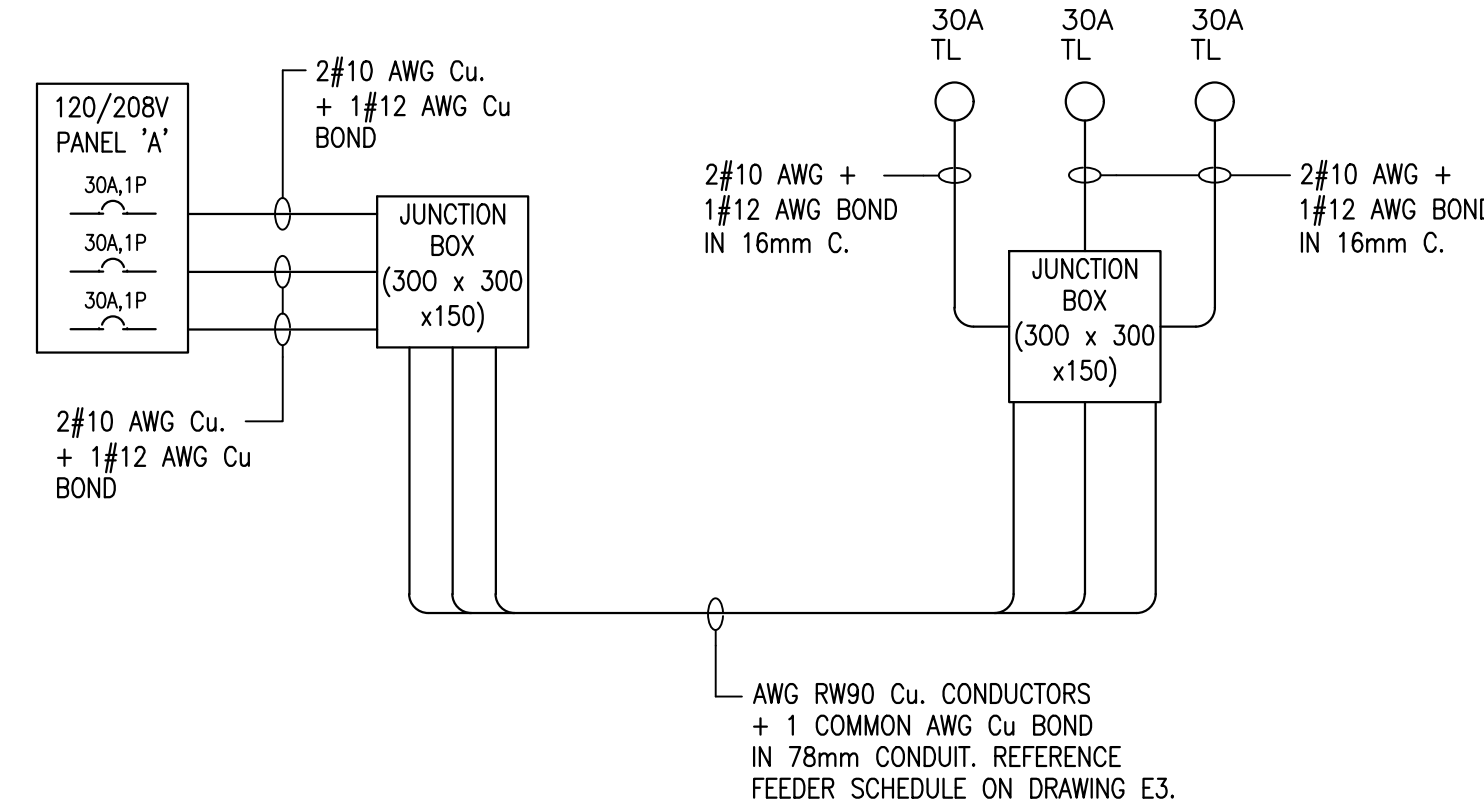 120/208V
PANEL 'A'
30A,1P
30A,1P
30A,1P
2#10 AWG Cu.
+ 1#12 AWG Cu
BOND
JUNCTION
BOX
(300 x 300
x150)
2#10 AWG Cu.
+ 1#12 AWG Cu
BOND
30A
TL
30A
TL
30A
TL
2#10 AWG +
1#12 AWG BOND
IN 16mm C.
2#10 AWG +
1#12 AWG BOND
IN 16mm C.
JUNCTION
BOX
(300 x 300
x150)
AWG RW90 Cu. CONDUCTORS
+ 1 COMMON AWG Cu BOND
IN 78mm CONDUIT. REFERENCE
FEEDER SCHEDULE ON DRAWING E3.